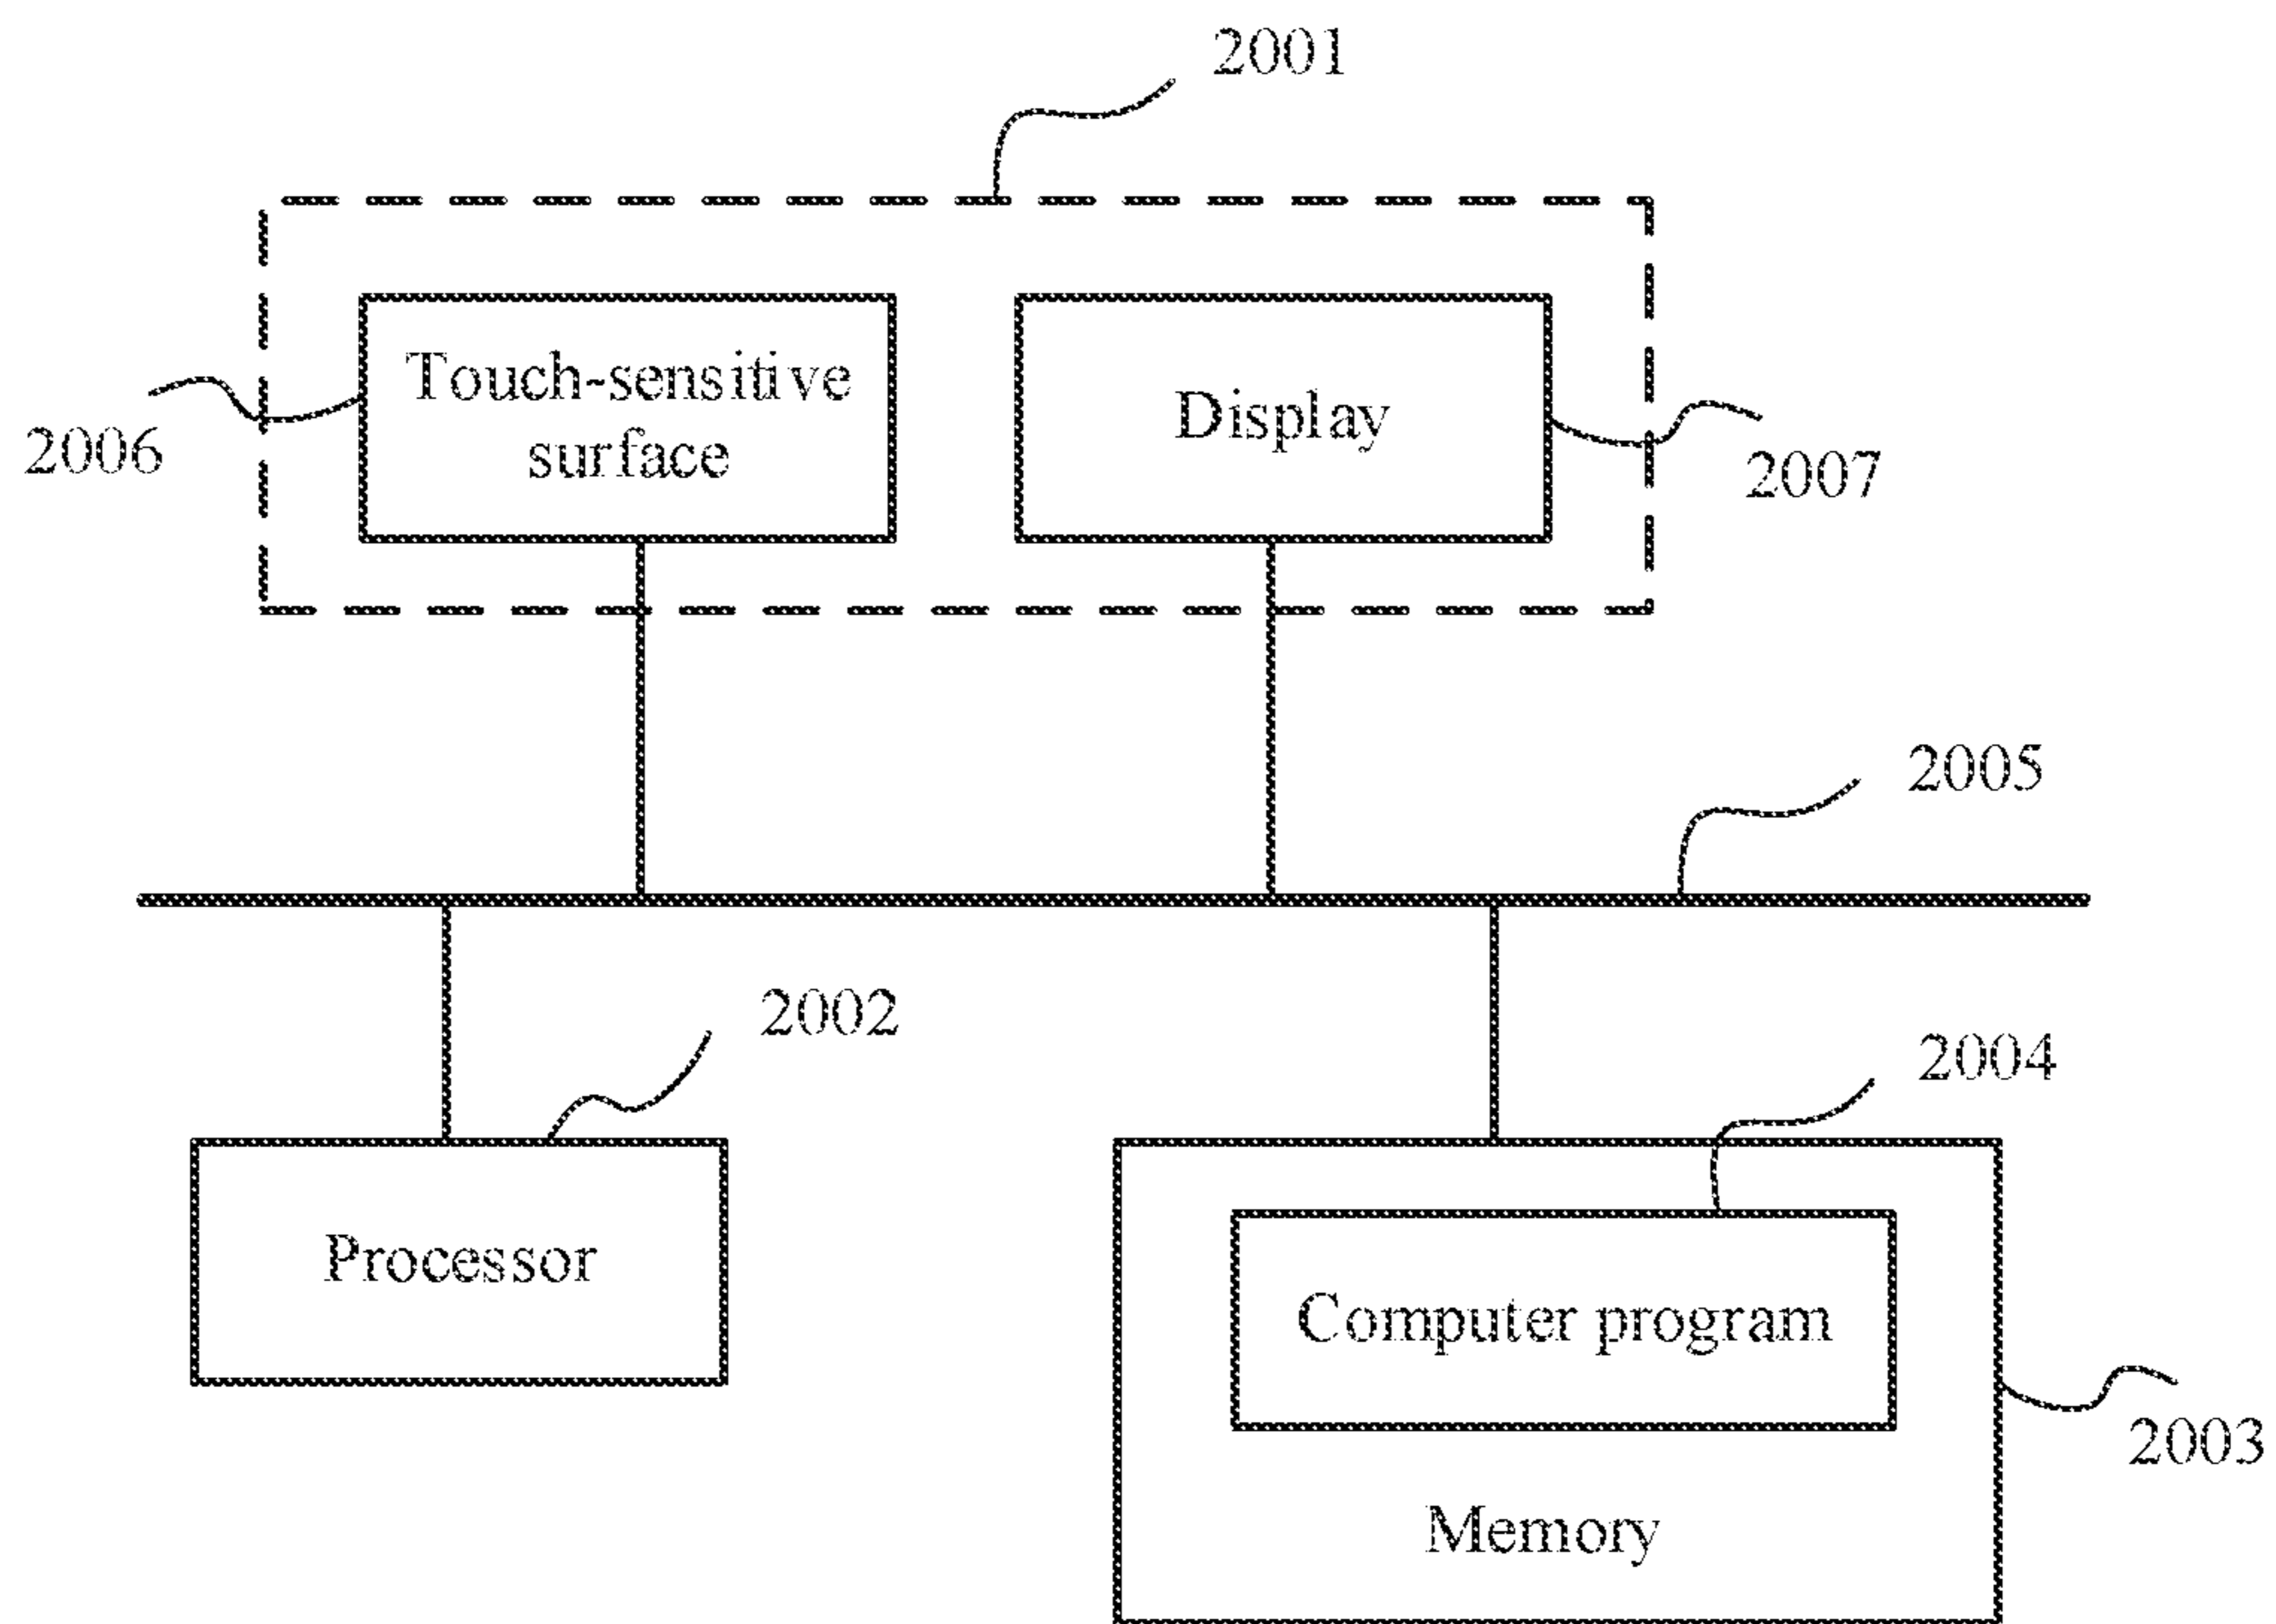 2001
Touch-sensitive
surface
Display
2006
2007
2005
2002
2004
Processor
Computer program
2003
Memory